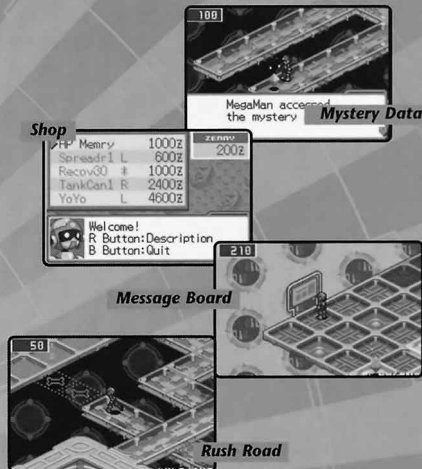 100
MegaMan accessed
the mystery
Mystery Data
Shop
HP Memry 1000Z
Spreadr1 L 600Z
Recov30 * 1000Z
TankCan1 R 2400Z
YoYo L 4600Z
ZENNY
200Z
Welcome!
R Button:Description
B Button:Quit
210
Message Board
50
Rush Road